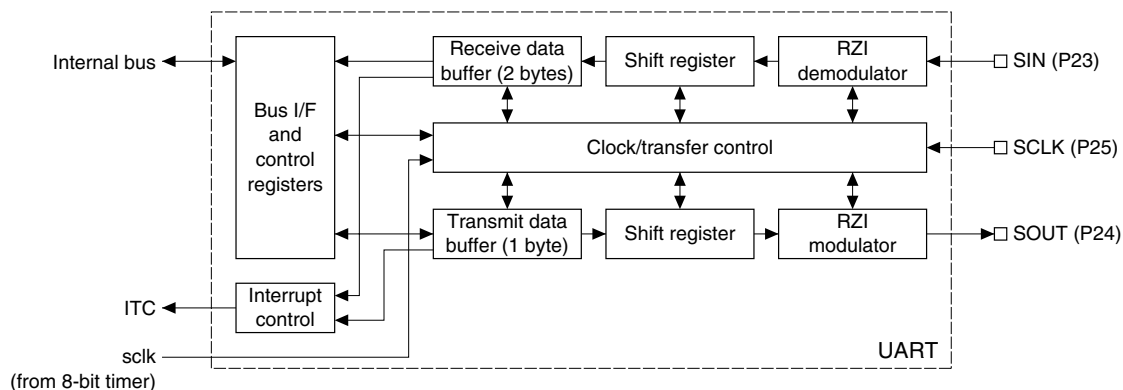 Internal bus
Bus I/F
and
control
registers
Receive data
buffer (2 bytes)
Shift register
RZI
demodulator
SIN (P23)
Clock/transfer control
SCLK (P25)
Transmit data
buffer (1 byte)
Shift register
RZI
modulator
SOUT (P24)
ITC
Interrupt
control
sclk
(from 8-bit timer)
UART